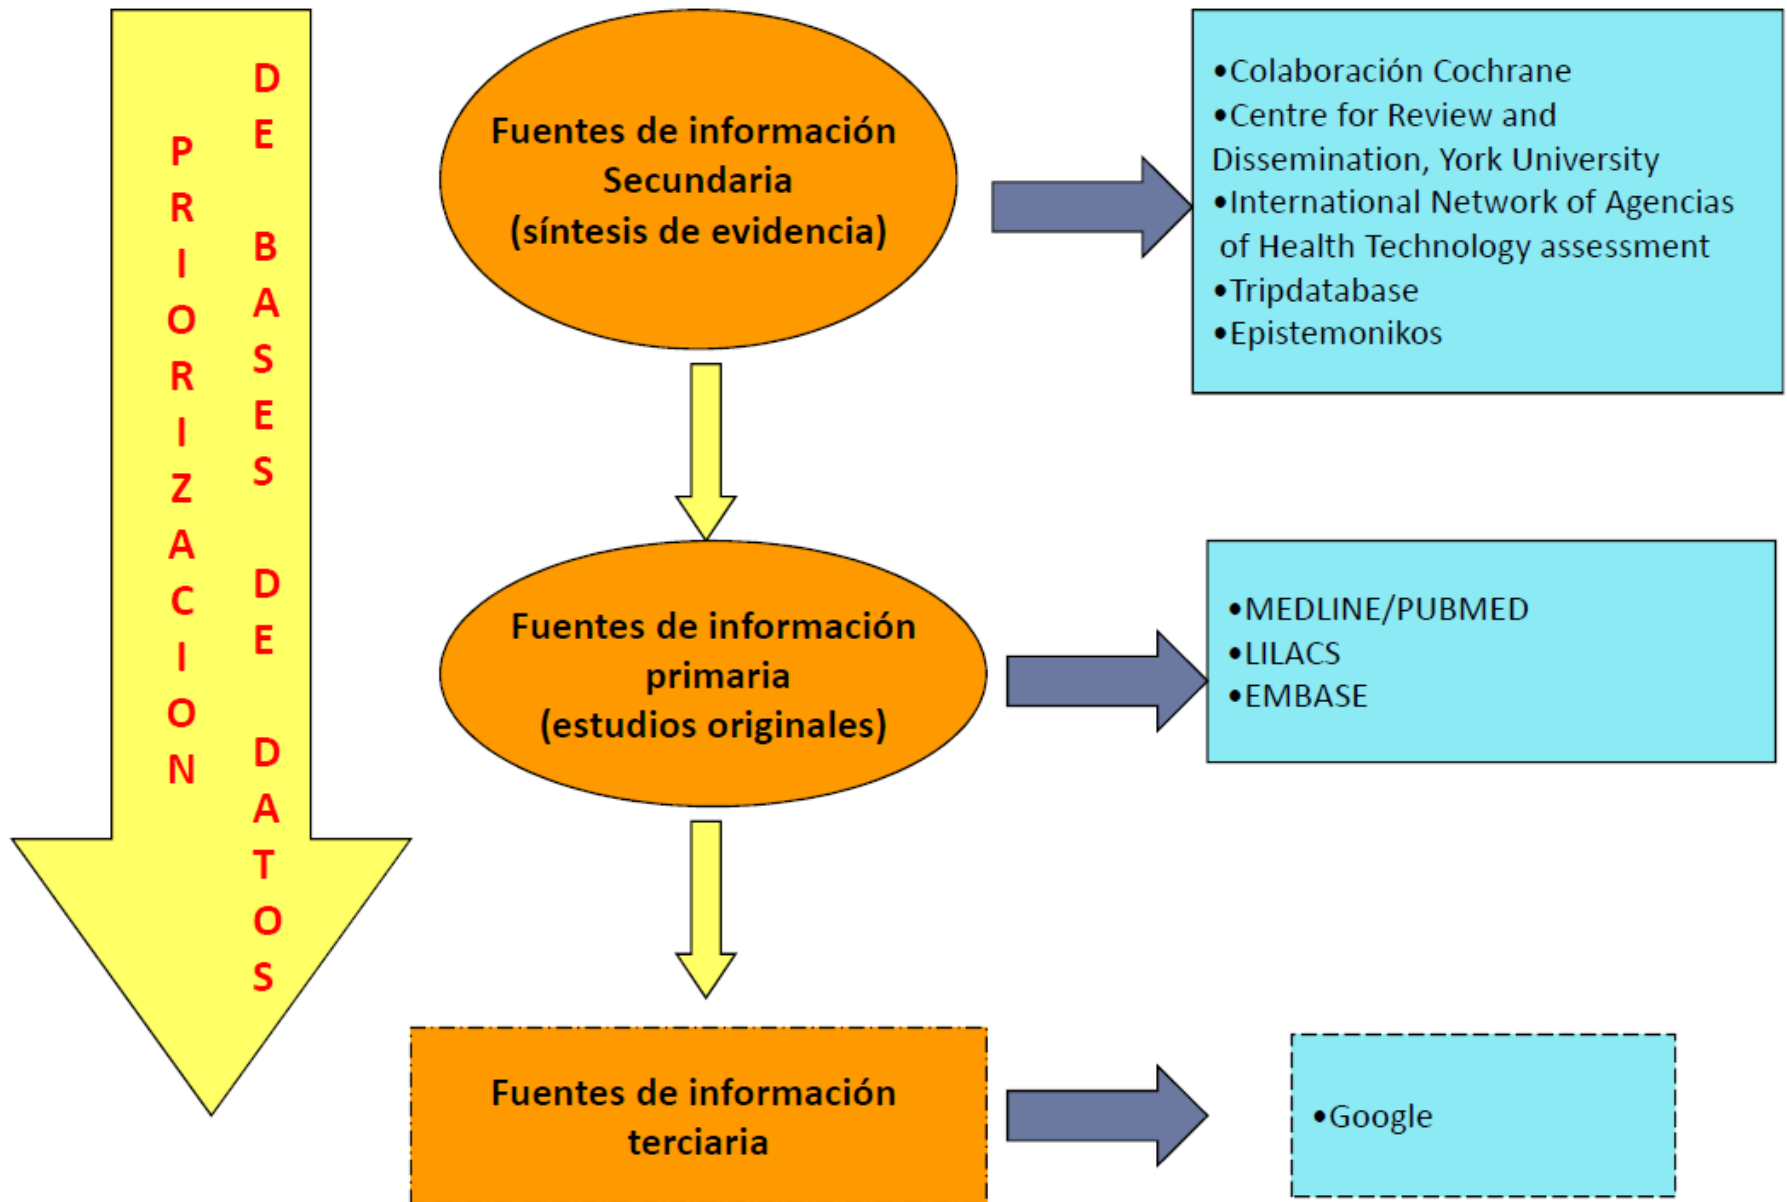 PRIORIZACION
DE BASES DE DATOS
Fuentes de información
Secundaria
(síntesis de evidencia)
•Colaboración Cochrane
•Centre for Review and
Dissemination, York University
•International Network of Agencias
of Health Technology assessment
•Tripdatabase
•Epistemonikos
Fuentes de información
primaria
(estudios originales)
•MEDLINE/PUBMED
•LILACS
•EMBASE
Fuentes de información
terciaria
•Google